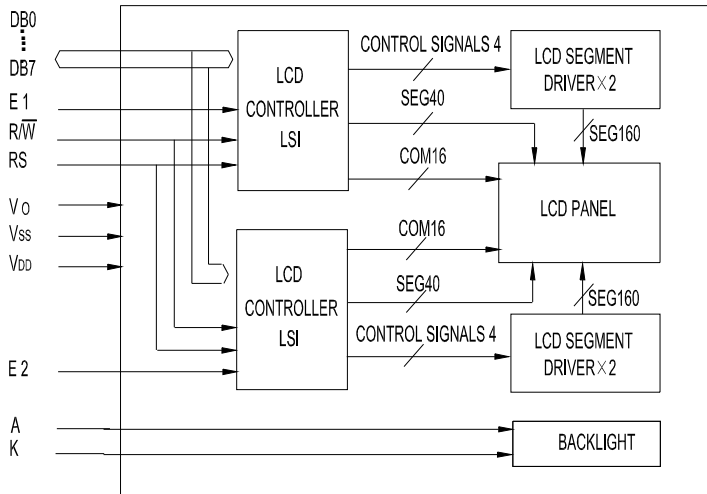 DB0
DB7
E 1
R/W̅
RS
VO
VSS
VDD
E 2
A
K
LCD
CONTROLLER
LSI
CONTROL SIGNALS 4
SEG40
COM16
LCD SEGMENT
DRIVER×2
SEG160
LCD PANEL
LCD
CONTROLLER
LSI
COM16
SEG40
CONTROL SIGNALS 4
SEG160
LCD SEGMENT
DRIVER×2
BACKLIGHT